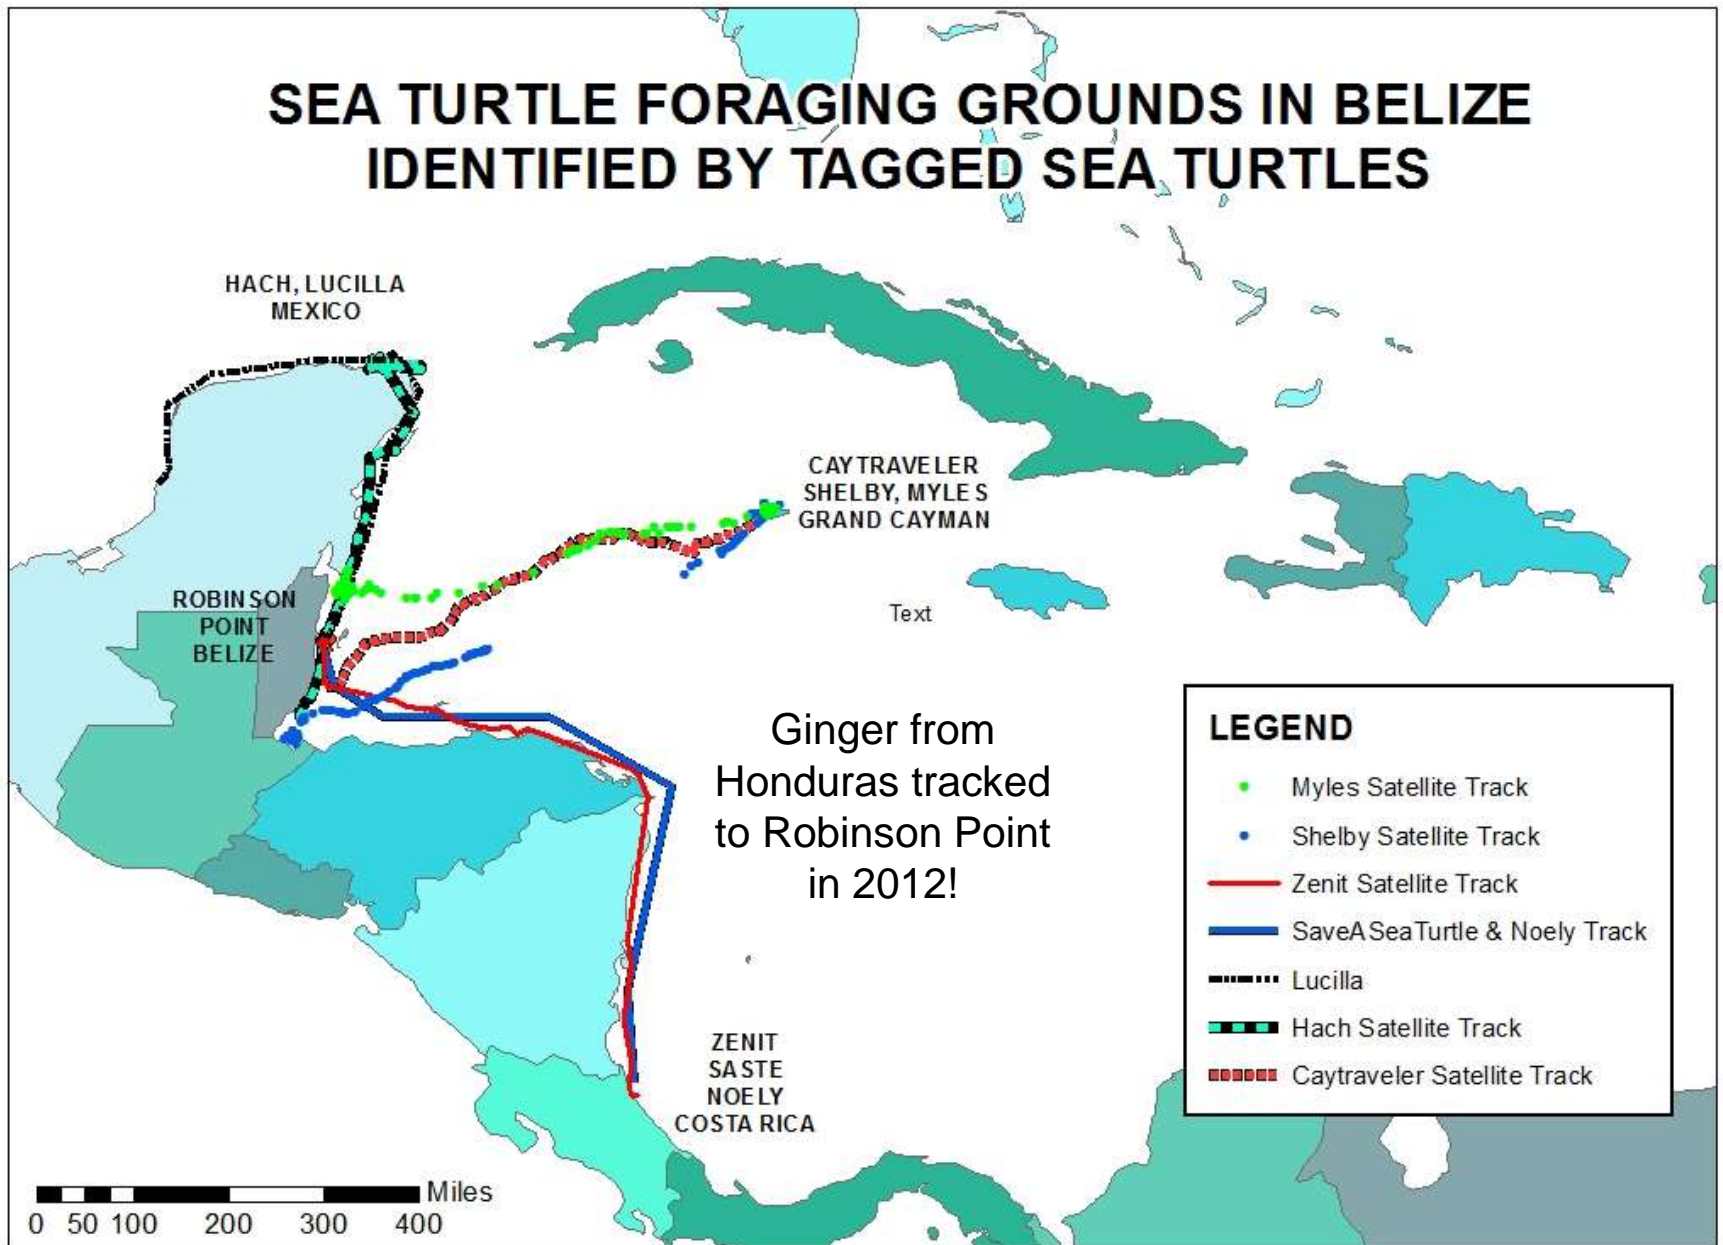 SEA TURTLE FORAGING GROUNDS IN BELIZE
IDENTIFIED BY TAGGED SEA TURTLES
HACH, LUCILLA
MEXICO
CAYTRAVELER
SHELBY, MYLES
GRAND CAYMAN
ROBINSON
POINT
BELIZE
Text
Ginger from
Honduras tracked
to Robinson Point
in 2012!
ZENIT
SASTE
NOELY
COSTA RICA
LEGEND
Myles Satellite Track
Shelby Satellite Track
Zenit Satellite Track
SaveASeaTurtle & Noely Track
Lucilla
Hach Satellite Track
Caytraveler Satellite Track
Miles
0 50 100 200 300 400